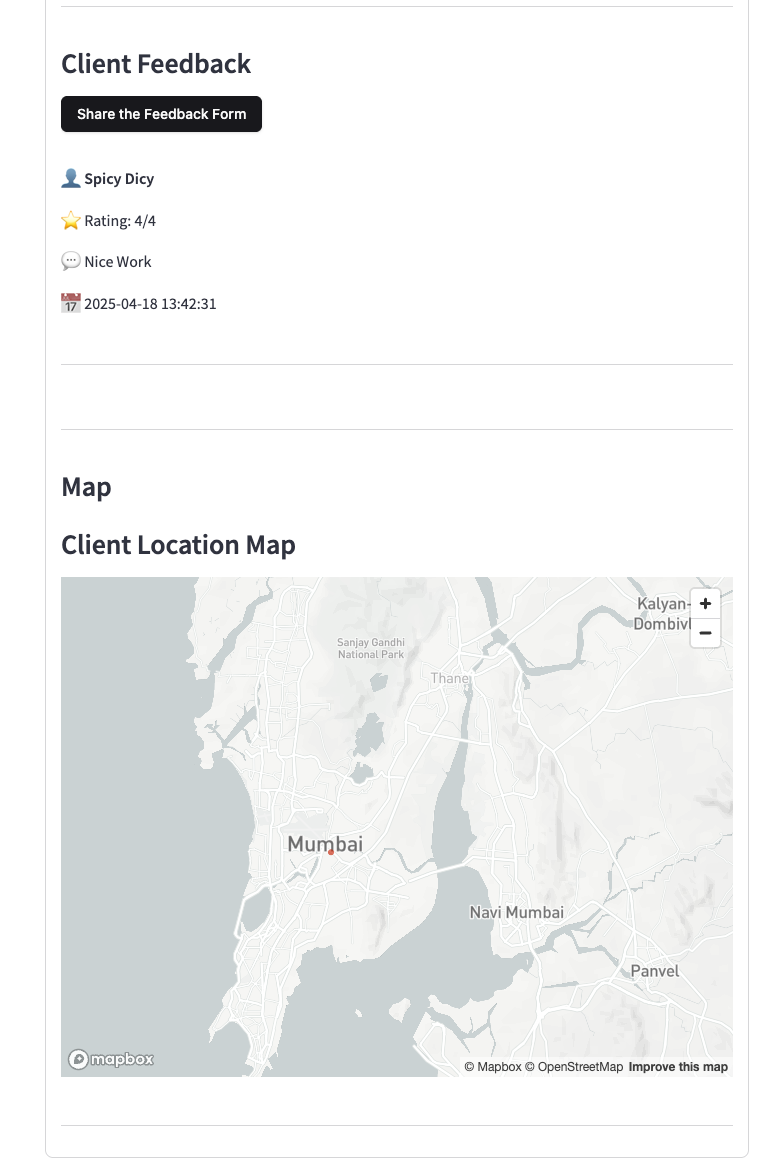 Client Feedback
Share the Feedback Form
Spicy Dicy
Rating: 4/4
Nice Work
17
2025-04-18 13:42:31
Map
Client Location Map
Kalyan-
Dombivl
+
−
Sanjay Gandhi
National Park
Thane
Mumbai
Navi Mumbai
Panvel
mapbox
© Mapbox © OpenStreetMap Improve this map